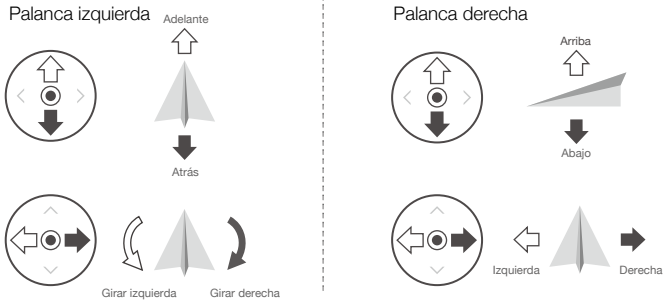 Palanca izquierda
Adelante
Atrás
Girar izquierda
Girar derecha
Palanca derecha
Arriba
Abajo
Izquierda
Derecha